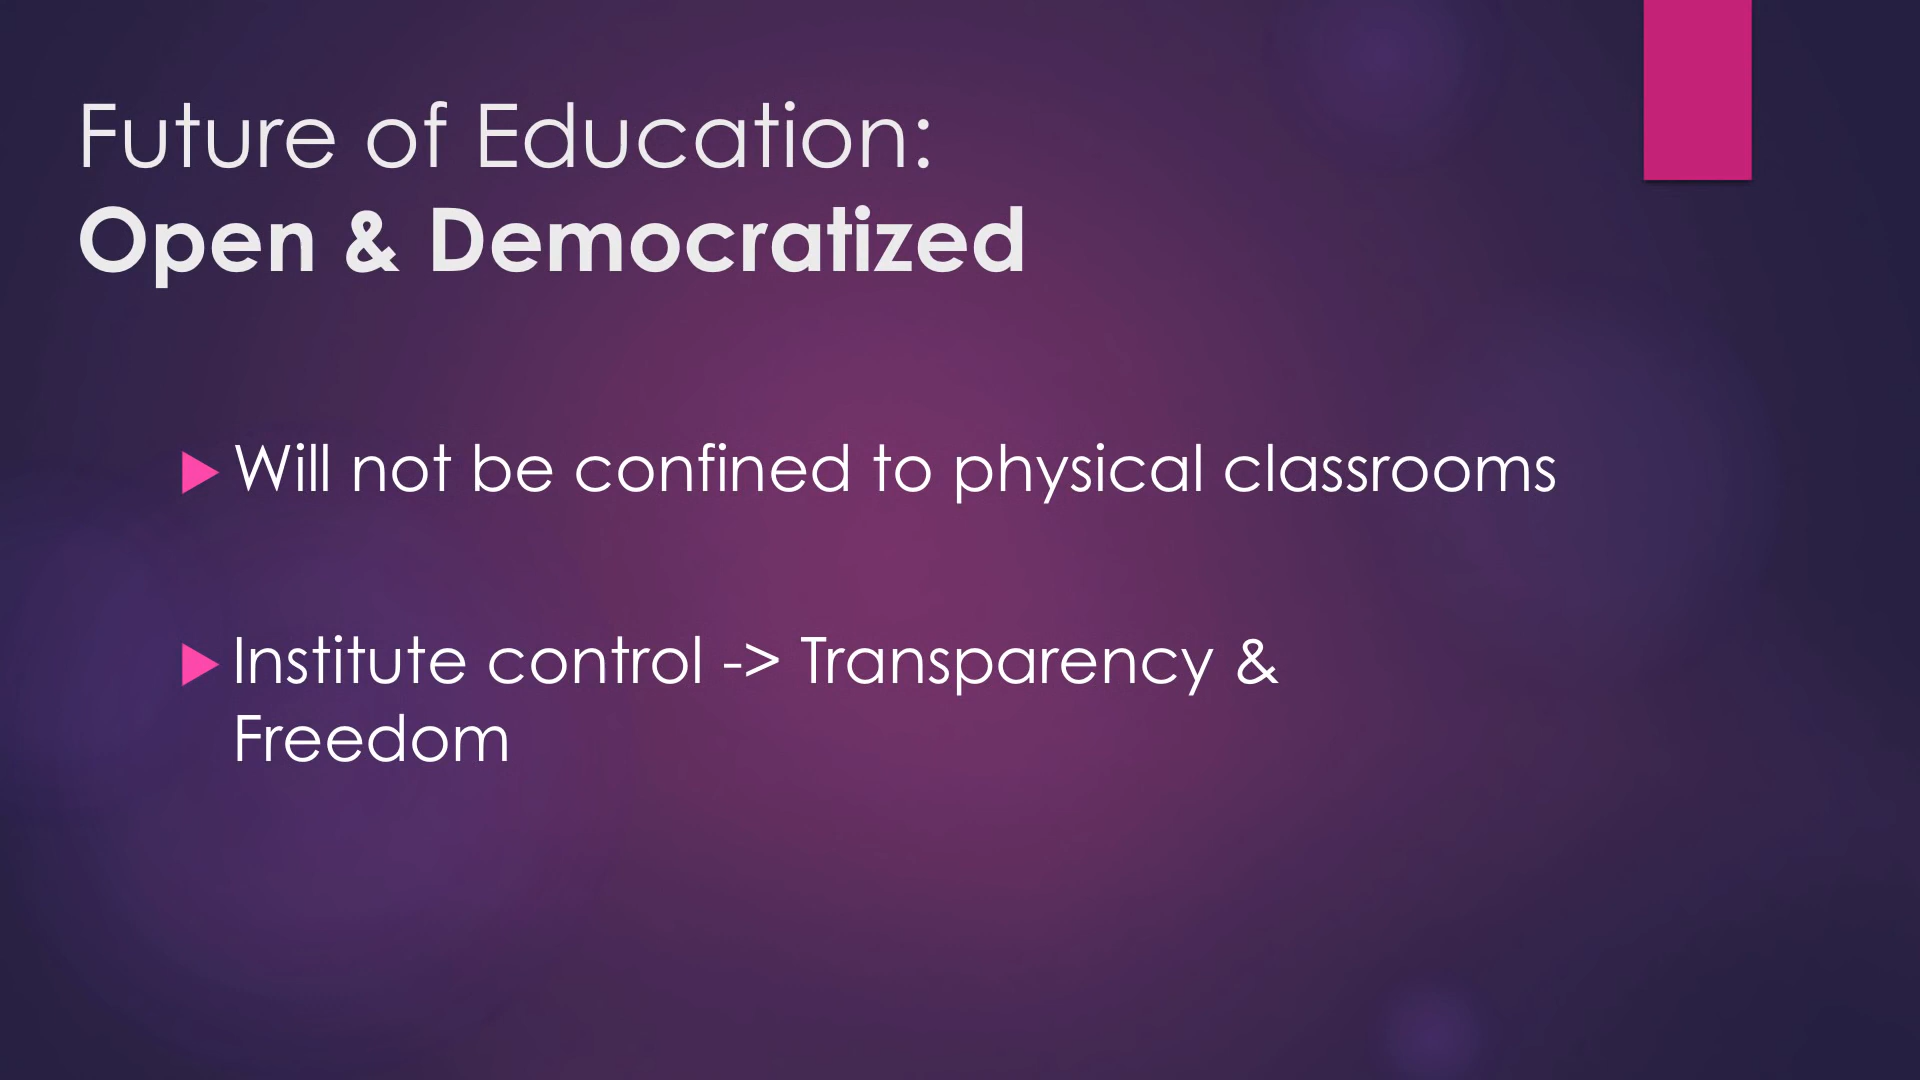 Future of Education:
Open & Democratized
Will not be confined to physical classrooms
Institute control -> Transparency &
Freedom